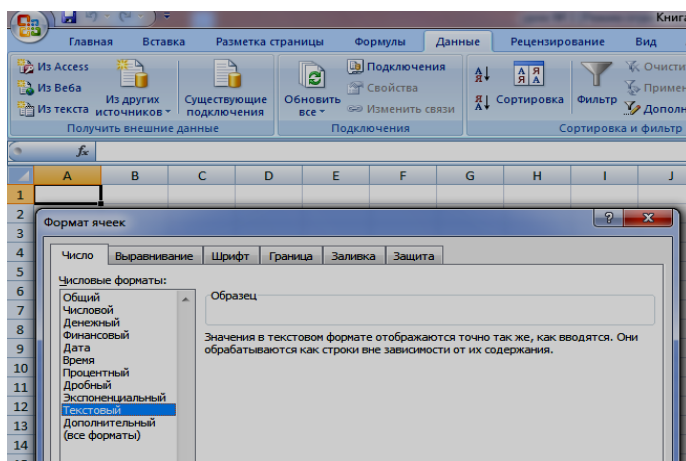 Книга
Главная Вставка Разметка страницы Формулы Данные Рецензирование Вид
Из Access
Из Веба
Из текста
Из других источников
Существующие подключения
Обновить все
Подключения
Свойства
Изменить связи
Сортировка
Фильтр
Очисти
Примен
Дополн
Получить внешние данные Подключения Сортировка и фильтр
fx
A B C D E F G H I J
1
2
3
4
5
6
7
8
9
10
11
12
13
14
Формат ячеек
Число Выравнивание Шрифт Граница Заливка Защита
Числовые форматы:
Общий
Числовой
Денежный
Финансовый
Дата
Время
Процентный
Дробный
Экспоненциальный
Текстовый
Дополнительный
(все форматы)
Образец
Значения в текстовом формате отображаются точно так же, как вводятся. Они
обрабатываются как строки вне зависимости от их содержания.